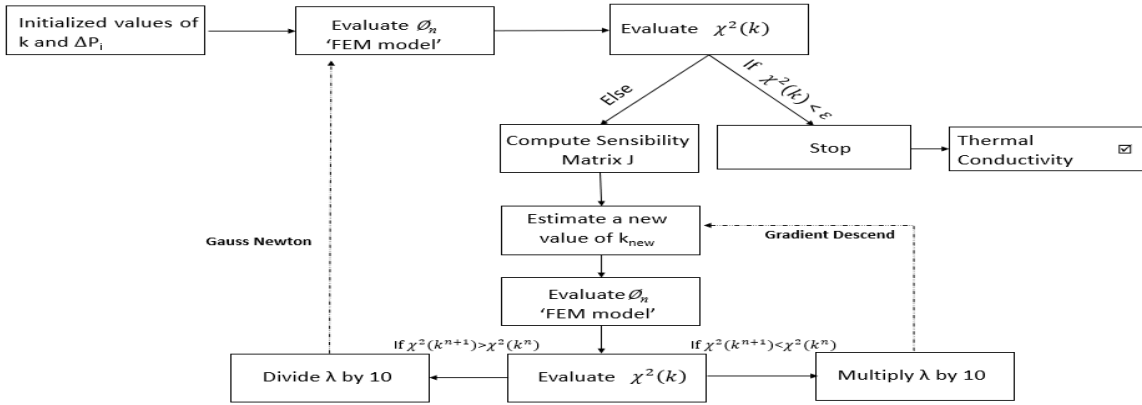 Initialized values of
k and ΔPᵢ
Evaluate ∅ₙ
‘FEM model’
Evaluate χ²(k)
Else
If χ²(k) < ε
Compute Sensibility
Matrix J
Stop
Thermal
Conductivity ☑
Estimate a new
value of kₙₑw
Gauss Newton
Gradient Descend
Evaluate ∅ₙ
‘FEM model’
If χ²(kⁿ⁺¹)>χ²(kⁿ)
If χ²(kⁿ⁺¹)<χ²(kⁿ)
Divide λ by 10
Evaluate χ²(k)
Multiply λ by 10